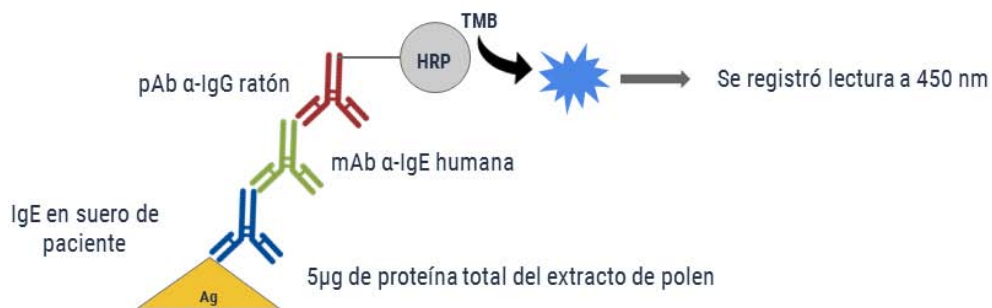 TMB
HRP
Se registró lectura a 450 nm
pAb α-IgG ratón
mAb α-IgE humana
IgE en suero de
paciente
5µg de proteína total del extracto de polen
Ag